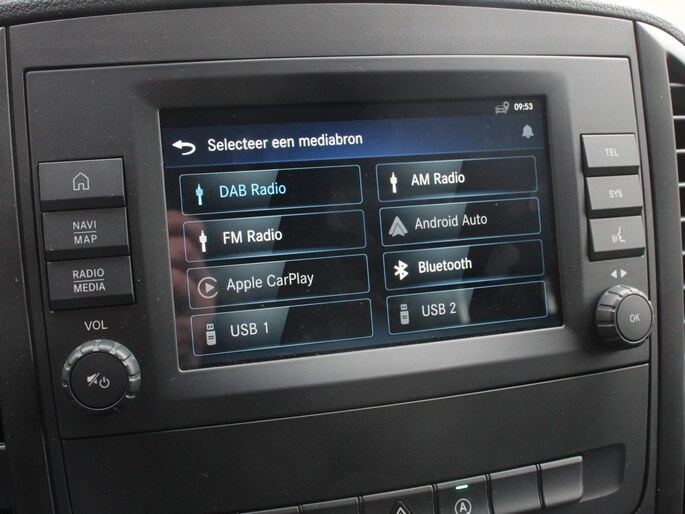 09:53
Selecteer een mediabron
DAB Radio
AM Radio
FM Radio
Android Auto
Apple CarPlay
Bluetooth
USB 1
USB 2
NAVI
MAP
RADIO
MEDIA
VOL
TEL
SYS
OK